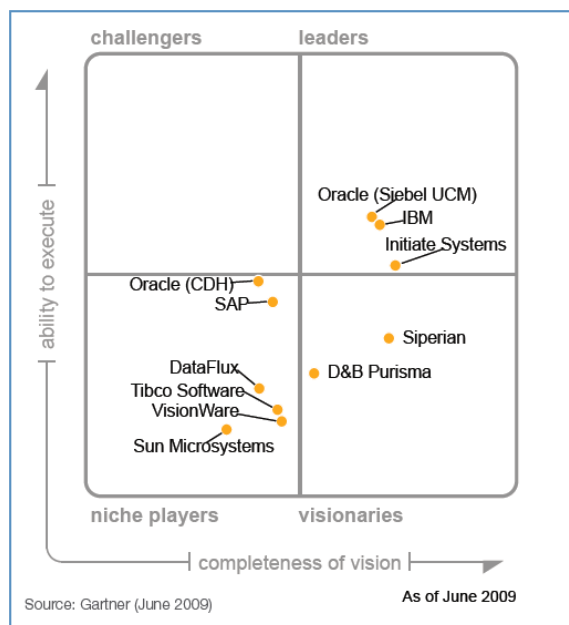 challengers
leaders
ability to execute
Oracle (Siebel UCM)
IBM
Initiate Systems
Oracle (CDH)
SAP
Siperian
DataFlux
D&B Purisma
Tibco Software
VisionWare
Sun Microsystems
niche players
visionaries
completeness of vision
As of June 2009
Source: Gartner (June 2009)